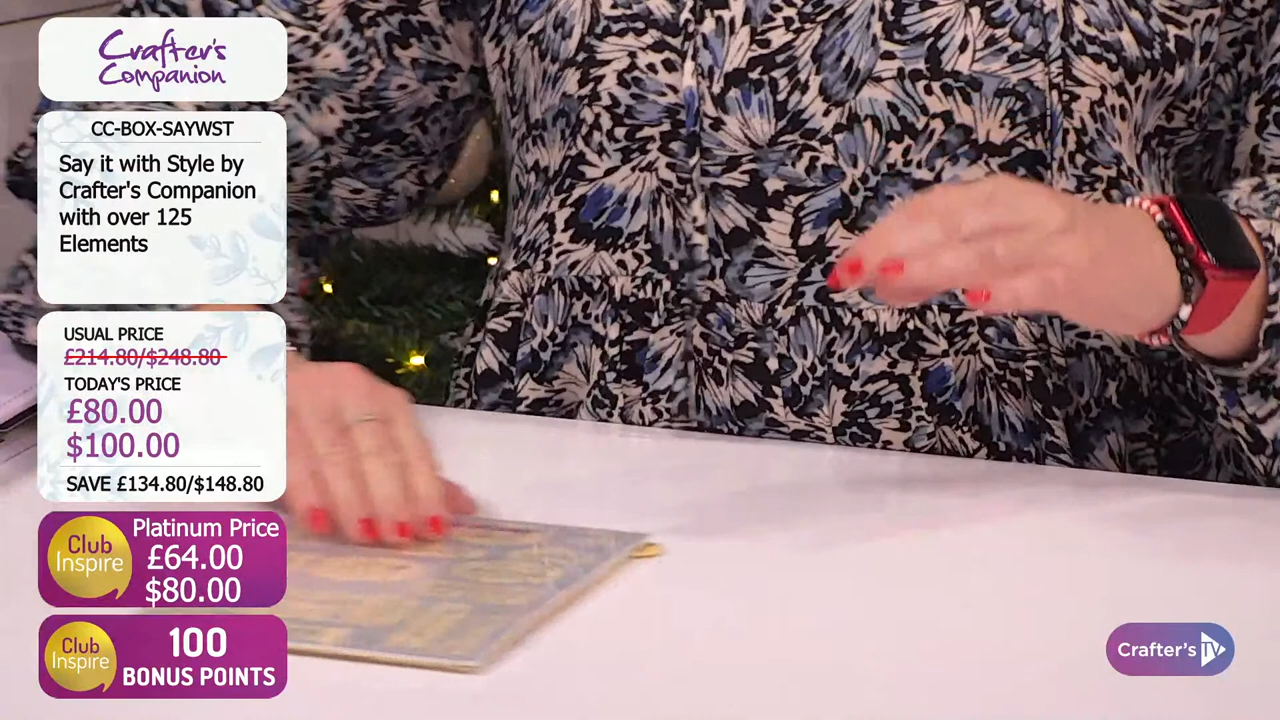 Crafter's
Companion
CC-BOX-SAYWST
Say it with Style by
Crafter's Companion
with over 125
Elements
USUAL PRICE
£214.80/$248.80
TODAY'S PRICE
£80.00
$100.00
SAVE £134.80/$148.80
Club
Inspire
Platinum Price
£64.00
$80.00
Club
Inspire
100
BONUS POINTS
Crafter's TV